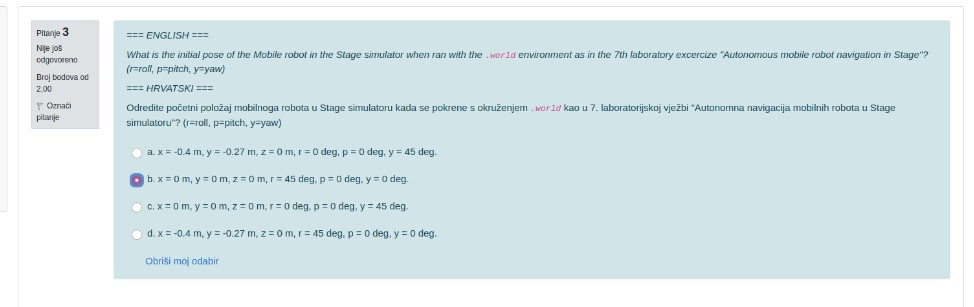 Pitanje 3
Nije još
odgovoreno
Broj bodova od
2,00
Označi
pitanje
=== ENGLISH ===
What is the initial pose of the Mobile robot in the Stage simulator when ran with the .world environment as in the 7th laboratory excercize "Autonomous mobile robot navigation in Stage"?
(r=roll, p=pitch, y=yaw)
=== HRVATSKI ===
Odredite početni položaj mobilnoga robota u Stage simulatoru kada se pokrene s okruženjem .world kao u 7. laboratorijskoj vježbi "Autonomna navigacija mobilnih robota u Stage
simulatoru"? (r=roll, p=pitch, y=yaw)
a. x = -0.4 m, y = -0.27 m, z = 0 m, r = 0 deg, p = 0 deg, y = 45 deg.
b. x = 0 m, y = 0 m, z = 0 m, r = 45 deg, p = 0 deg, y = 0 deg.
c. x = 0 m, y = 0 m, z = 0 m, r = 0 deg, p = 0 deg, y = 45 deg.
d. x = -0.4 m, y = -0.27 m, z = 0 m, r = 45 deg, p = 0 deg, y = 0 deg.
Obriši moj odabir